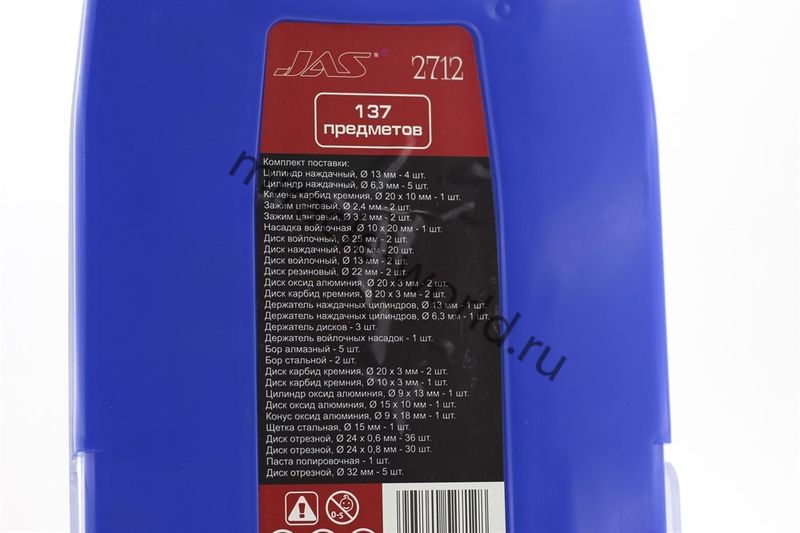 JAS® 2712
137
предметов
Комплект поставки:
Цилиндр наждачный, Ø 13 мм - 4 шт.
Цилиндр наждачный, Ø 6,3 мм - 5 шт.
Камень карбид кремния, Ø 20 x 10 мм - 1 шт.
Зажим цанговый, Ø 2,4 мм - 2 шт.
Зажим цанговый, Ø 3,2 мм - 2 шт.
Насадка войлочная, Ø 10 x 20 мм - 1 шт.
Диск войлочный, Ø 25 мм - 2 шт.
Диск наждачный, Ø 20 мм - 20 шт.
Диск войлочный, Ø 13 мм - 2 шт.
Диск резиновый, Ø 22 мм - 2 шт.
Диск оксид алюминия, Ø 20 x 3 мм - 2 шт.
Диск карбид кремния, Ø 20 x 3 мм - 2 шт.
Держатель наждачных цилиндров, Ø 13 мм - 1 шт.
Держатель наждачных цилиндров, Ø 6,3 мм - 1 шт.
Держатель дисков - 3 шт.
Держатель войлочных насадок - 1 шт.
Бор алмазный - 5 шт.
Бор стальной - 2 шт.
Диск карбид кремния, Ø 20 x 3 мм - 2 шт.
Диск карбид кремния, Ø 10 x 3 мм - 1 шт.
Цилиндр оксид алюминия, Ø 9 x 13 мм - 1 шт.
Диск оксид алюминия, Ø 15 x 10 мм - 1 шт.
Конус оксид алюминия, Ø 9 x 18 мм - 1 шт.
Щетка стальная, Ø 15 мм - 1 шт.
Диск отрезной, Ø 24 x 0,6 мм - 36 шт.
Диск отрезной, Ø 24 x 0,8 мм - 30 шт.
Паста полировочная - 1 шт.
Диск отрезной, Ø 32 мм - 5 шт.
0-5